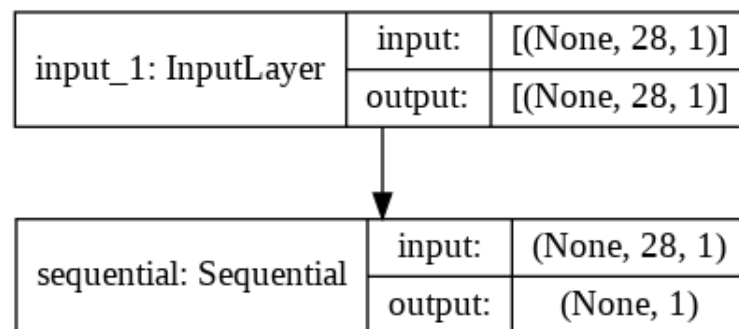 input_1: InputLayer
input:
[(None, 28, 1)]
output:
[(None, 28, 1)]
sequential: Sequential
input:
(None, 28, 1)
output:
(None, 1)